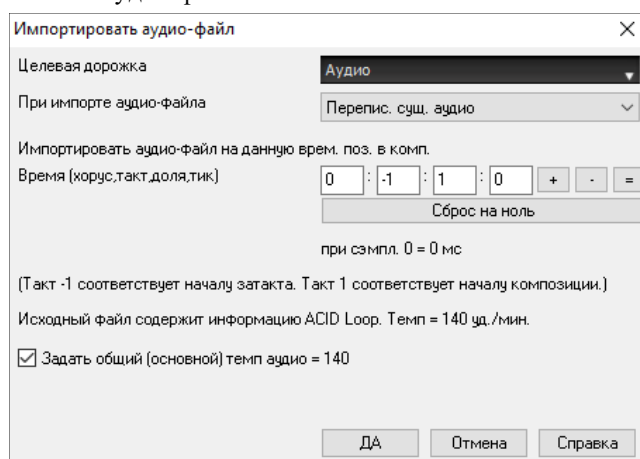 Импортировать аудио-файл
Целевая дорожка Аудио
При импорте аудио-файла Перепис. сущ. аудио
Импортировать аудио-файл на данную врем. поз. в комп.
Время (хорус,такт,доля,тик) 0 : -1 : 1 : 0 + - =
Сброс на ноль
при сэмпл. 0 = 0 мс
(Такт -1 соответствует началу затакта. Такт 1 соответствует началу композиции.)
Исходный файл содержит информацию ACID Loop. Темп = 140 уд./мин.
Задать общий (основной) темп аудио = 140
ДА Отмена Справка